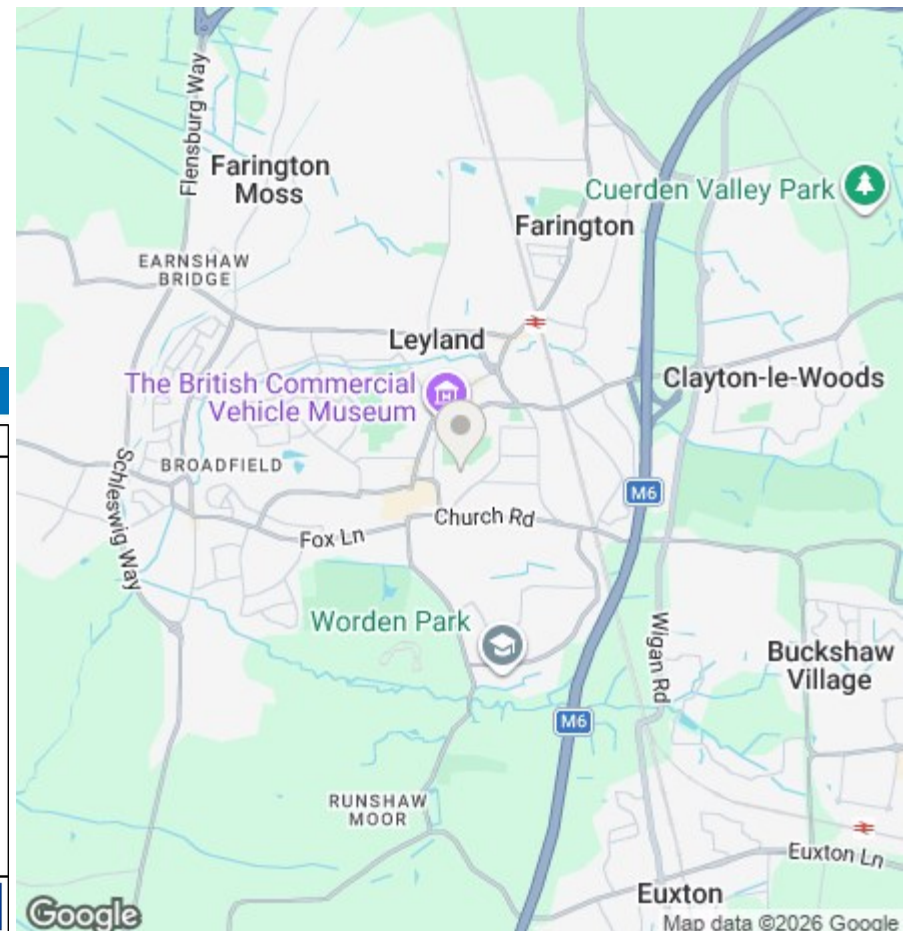 Flensburg Way
Farington
Moss
Cuerden Valley Park
Farington
EARNSHAW
BRIDGE
Leyland
The British Commercial
Vehicle Museum
Clayton-le-Woods
BROADFIELD
Schleswig Way
M6
Church Rd
Fox Ln
Worden Park
Wigan Rd
Buckshaw
Village
M6
RUNSHAW
MOOR
Euxton Ln
Euxton
Google
Map data ©2026 Google